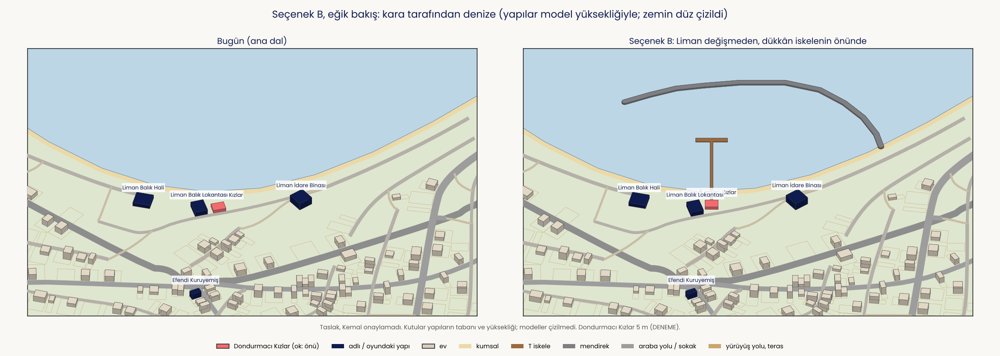 Seçenek B, eğik bakış: kara tarafından denize (yapılar model yüksekliğiyle; zemin düz çizildi)
Bugün (ana dal)
Liman Balık Hali
Liman Balık Lokantası Kızlar
Liman İdare Binası
Efendi Kuruyemiş
Seçenek B: Liman değişmeden, dükkân iskelenin önünde
Liman Balık Hali
Liman Balık Lokantası
Liman İdare Binası
Efendi Kuruyemiş
Taslak, Kemal onaylamadı. Kutular yapıların tabanı ve yüksekliği; modeller çizilmedi. Dondurmacı Kızlar 5 m (DENEME).
Dondurmacı Kızlar (ok: önü) adlı / oyundaki yapı ev kumsal T iskele mendirek araba yolu / sokak yürüyüş yolu, teras